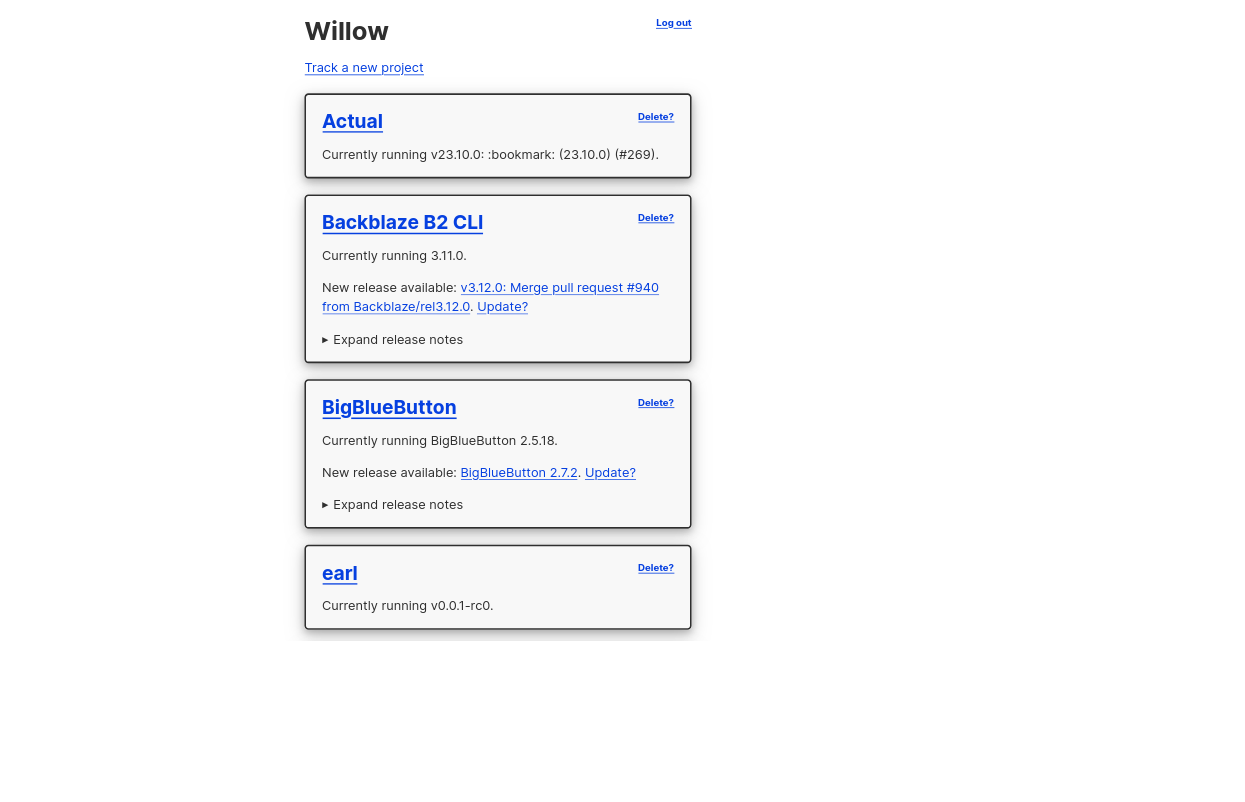 Willow
Log out
Track a new project
Actual
Delete?
Currently running v23.10.0: :bookmark: (23.10.0) (#269).
Backblaze B2 CLI
Delete?
Currently running 3.11.0.
New release available: v3.12.0: Merge pull request #940
from Backblaze/rel3.12.0. Update?
▸ Expand release notes
BigBlueButton
Delete?
Currently running BigBlueButton 2.5.18.
New release available: BigBlueButton 2.7.2. Update?
▸ Expand release notes
earl
Delete?
Currently running v0.0.1-rc0.